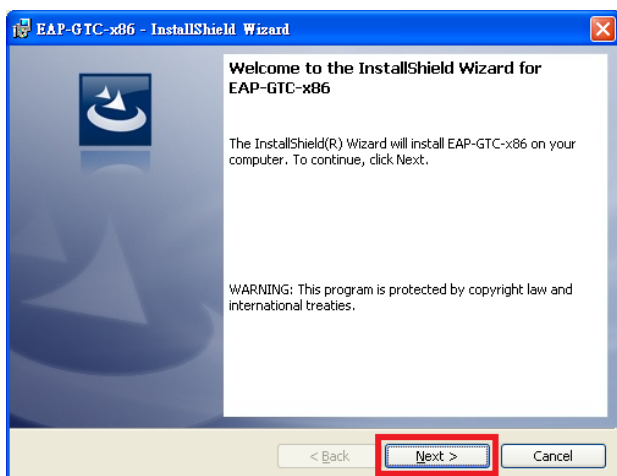 EAP-GTC-x86 - InstallShield Wizard
Welcome to the InstallShield Wizard for
EAP-GTC-x86
The InstallShield(R) Wizard will install EAP-GTC-x86 on your
computer. To continue, click Next.
WARNING: This program is protected by copyright law and
international treaties.
< Back
Next >
Cancel